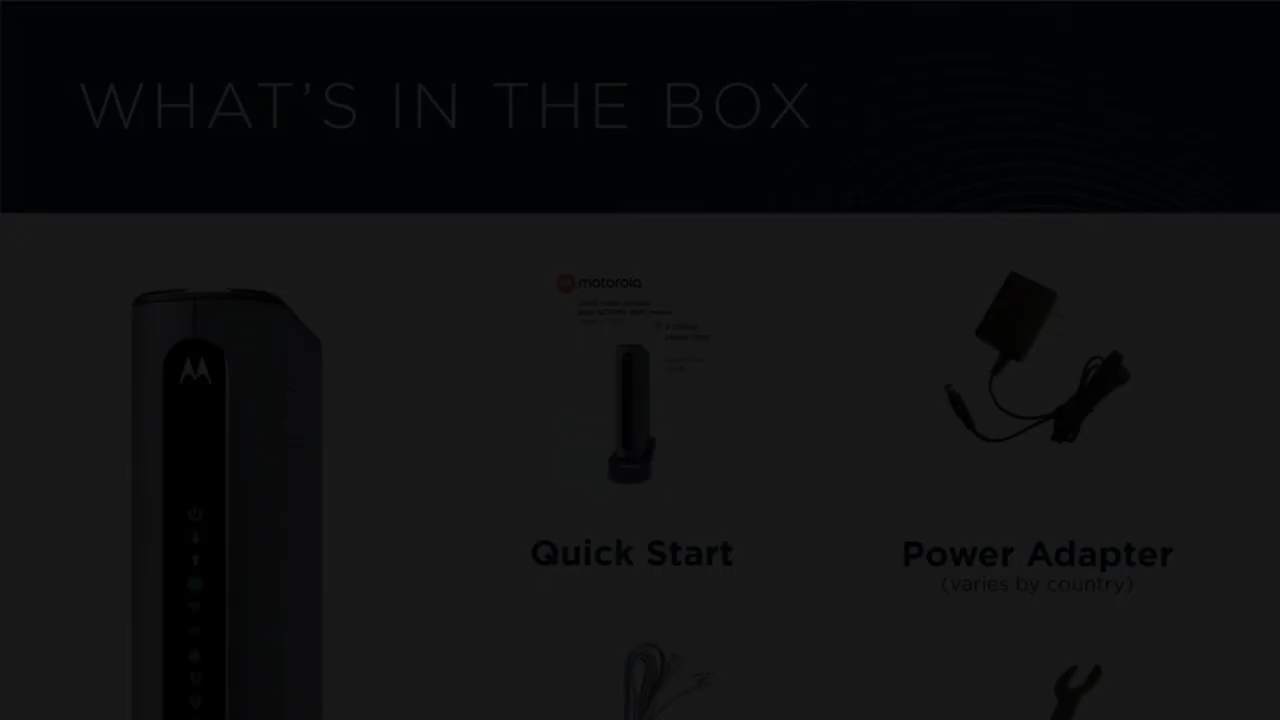 WHAT'S IN THE BOX
motorola
Quick Start
Power Adapter
(varies by country)